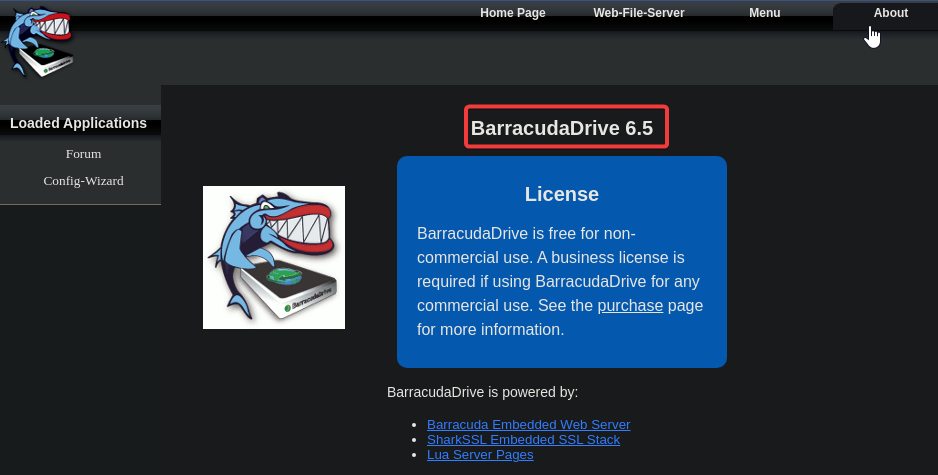 Home Page Web-File-Server Menu About
Loaded Applications
Forum
Config-Wizard
BarracudaDrive 6.5
License
BarracudaDrive is free for non-
commercial use. A business license is
required if using BarracudaDrive for any
commercial use. See the purchase page
for more information.
BarracudaDrive
BarracudaDrive is powered by:
Barracuda Embedded Web Server
SharkSSL Embedded SSL Stack
Lua Server Pages